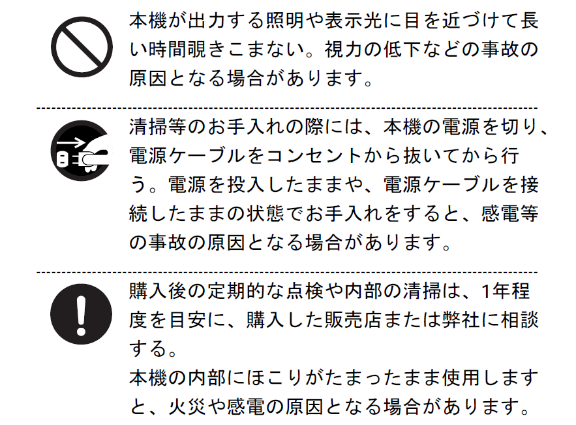 本機が出力する照明や表示光に目を近づけて長
い時間覗きこまない。視力の低下などの事故の
原因となる場合があります。
清掃等のお手入れの際には、本機の電源を切り、
電源ケーブルをコンセントから抜いてから行
う。電源を投入したままや、電源ケーブルを接
続したままの状態でお手入れをすると、感電等
の事故の原因となる場合があります。
購入後の定期的な点検や内部の清掃は、1年程
度を目安に、購入した販売店または弊社に相談
する。
本機の内部にほこりがたまったまま使用します
と、火災や感電の原因となる場合があります。